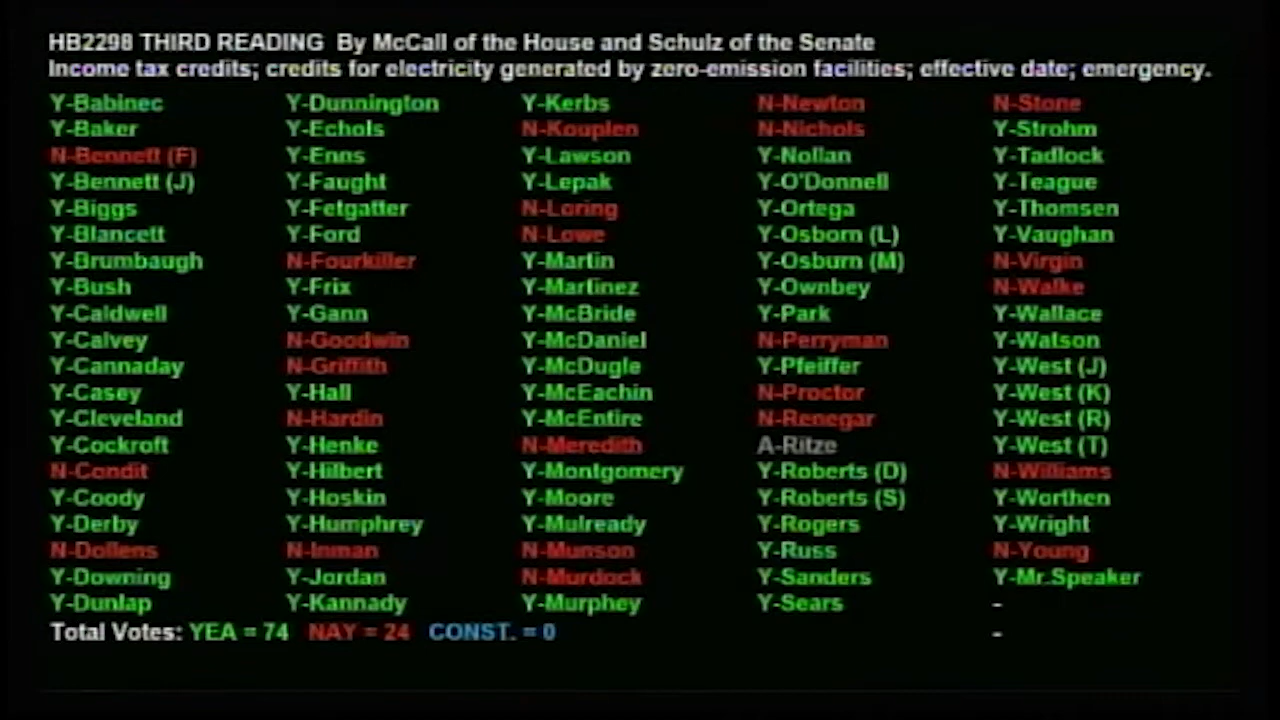 HB2298 THIRD READING By McCall of the House and Schulz of the Senate
Income tax credits; credits for electricity generated by zero-emission facilities; effective date; emergency.
Y-Babinec Y-Dunnington Y-Kerbs N-Newton N-Stone
Y-Baker Y-Echols N-Kouplen N-Nichols Y-Strohm
N-Bennett (F) Y-Enns Y-Lawson Y-Nollan Y-Tadlock
Y-Bennett (J) Y-Faught Y-Lepak Y-O'Donnell Y-Teague
Y-Biggs Y-Fetgatter N-Loring Y-Ortega Y-Thomsen
Y-Blancett Y-Ford N-Lowe Y-Osborn (L) Y-Vaughan
Y-Brumbaugh N-Fourkiller Y-Martin Y-Osburn (M) N-Virgin
Y-Bush Y-Frix Y-Martinez Y-Ownbey N-Walke
Y-Caldwell Y-Gann Y-McBride Y-Park Y-Wallace
Y-Calvey N-Goodwin Y-McDaniel N-Perryman Y-Watson
Y-Cannaday N-Griffith Y-McDugle Y-Pfeiffer Y-West (J)
Y-Casey Y-Hall Y-McEachin N-Proctor Y-West (K)
Y-Cleveland N-Hardin Y-McEntire N-Renegar Y-West (R)
Y-Cockroft Y-Henke N-Meredith A-Ritze Y-West (T)
N-Condit Y-Hilbert Y-Montgomery Y-Roberts (D) N-Williams
Y-Coody Y-Hoskin Y-Moore Y-Roberts (S) Y-Worthen
Y-Derby Y-Humphrey Y-Mulready Y-Rogers Y-Wright
N-Dollens N-Inman N-Munson Y-Russ N-Young
Y-Downing Y-Jordan N-Murdock Y-Sanders Y-Mr.Speaker
Y-Dunlap Y-Kannady Y-Murphey Y-Sears -
Total Votes: YEA = 74 NAY = 24 CONST. = 0 -